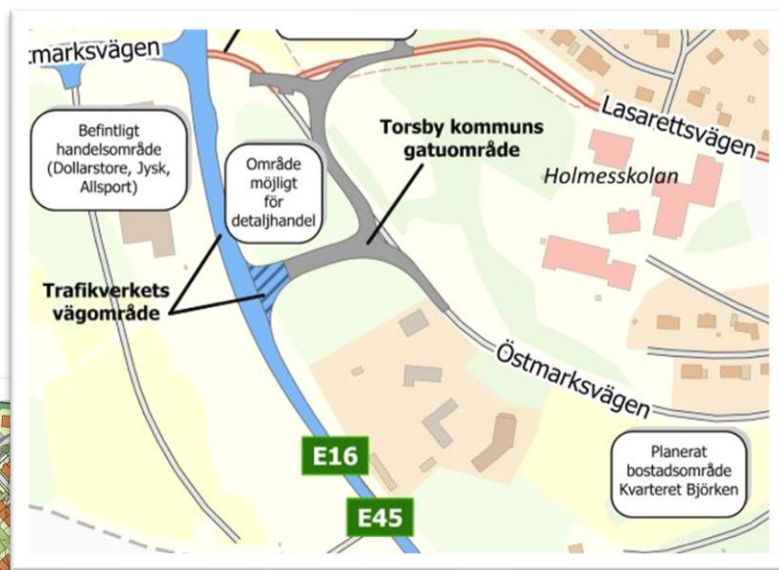 tmarksvägen
Befintligt
handelsområde
(Dollarstore, Jysk,
Allsport)
Område
möjligt
för
detaljhandel
Torsby kommuns
gatuområde
Lasarettsvägen
Holmesskolan
Trafikverkets
vägområde
Östmarksvägen
E16
E45
Planerat
bostadsområde
Kvarteret Björken